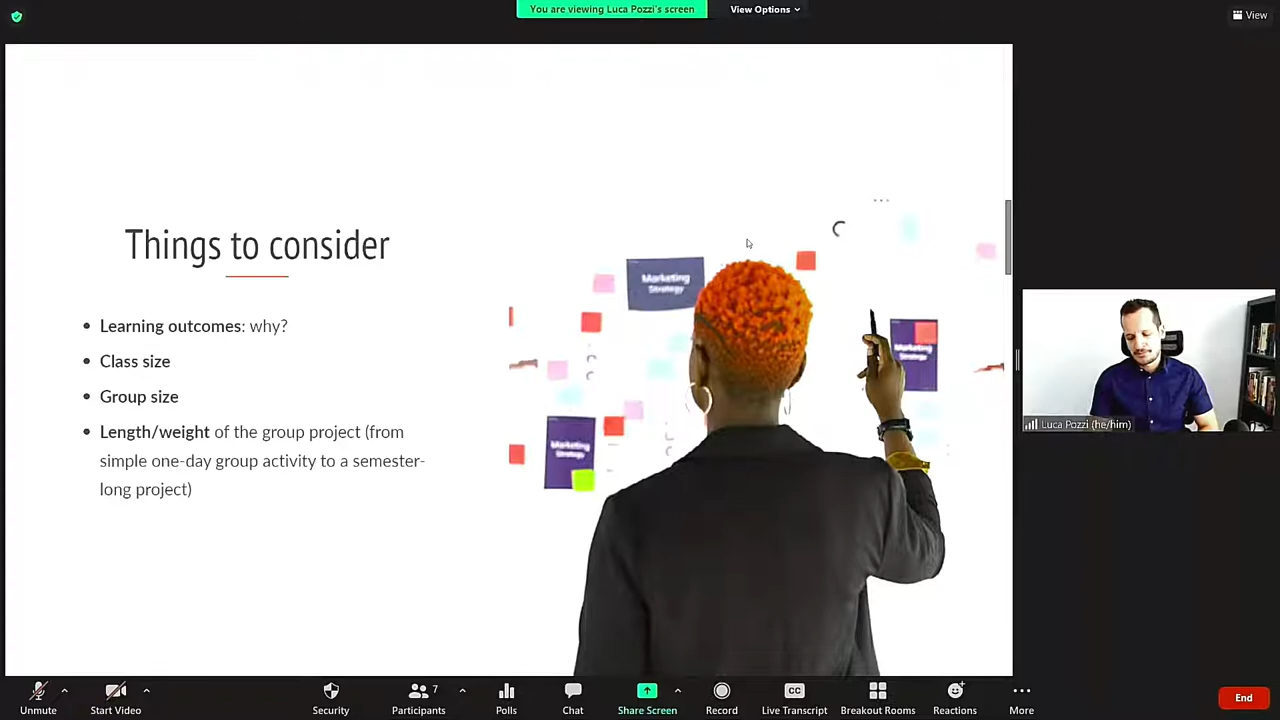 You are viewing Luca Pozzi's screen
View Options
View
Things to consider
• Learning outcomes: why?
• Class size
• Group size
• Length/weight of the group project (from
simple one-day group activity to a semester-
long project)
Marketing
Strategy
Marketing
Strategy
Marketing
Strategy
Luca Pozzi (he/him)
Unmute
Start Video
Security
Participants
7
Polls
Chat
Share Screen
Record
CC
Live Transcript
Breakout Rooms
Reactions
More
End